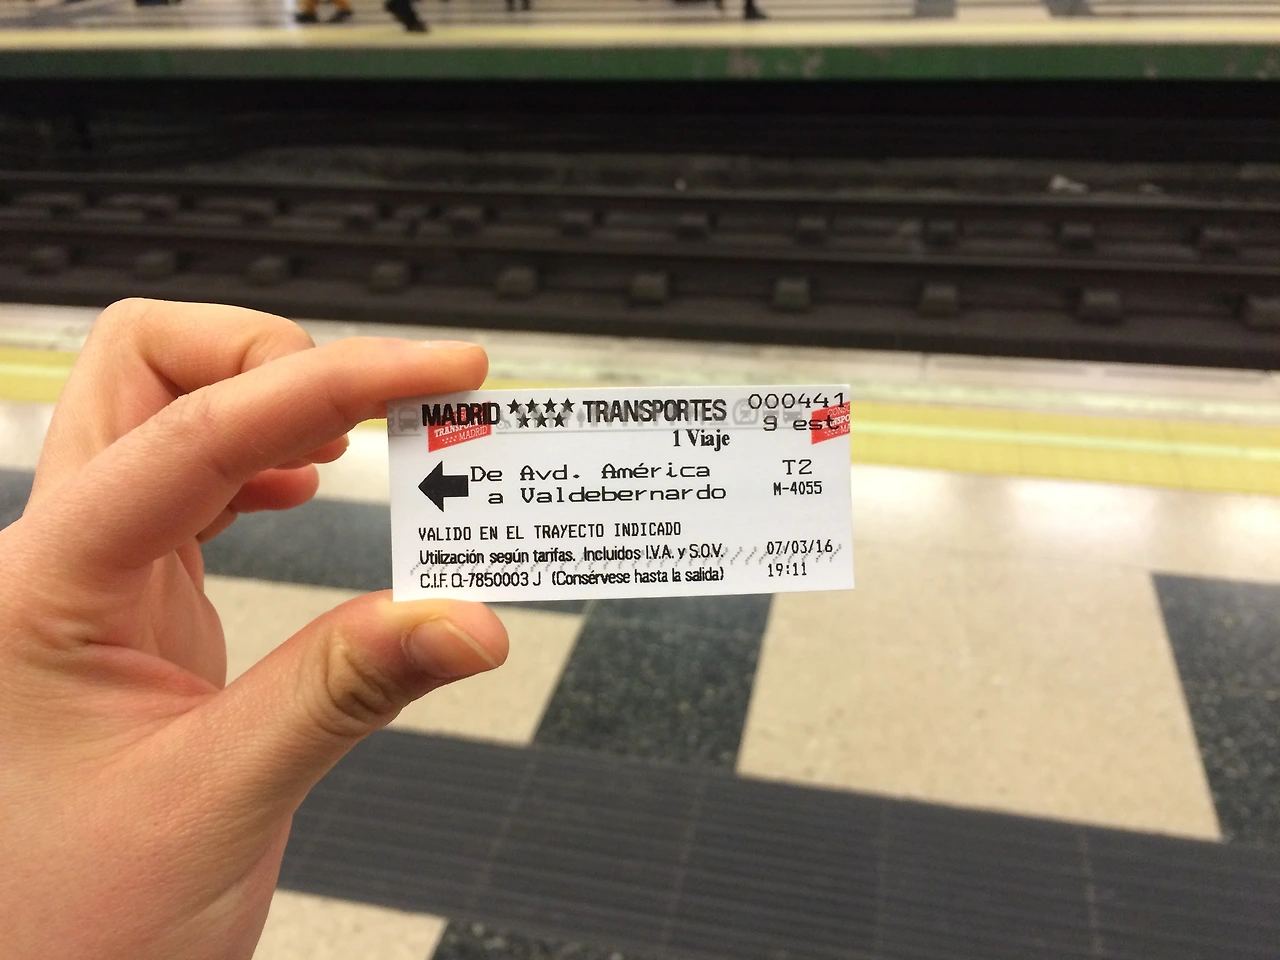 MADRID ★★★★★★★ TRANSPORTES 000441
9 est
1 Viaje
De Avd. América T2
a Valdebernardo M-4055
VALIDO EN EL TRAYECTO INDICADO
Utilización según tarifas. Incluidos I.V.A. y S.O.V. 07/03/16
C.I.F. Q-7850003 J (Consérvese hasta la salida) 19:11
MADRID